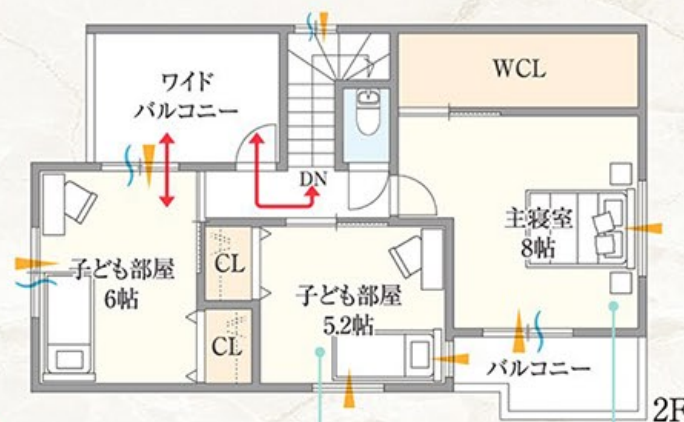 ワイド
バルコニー
WCL
DN
主寝室
8帖
子ども部屋
6帖
CL
子ども部屋
5.2帖
CL
バルコニー
2F